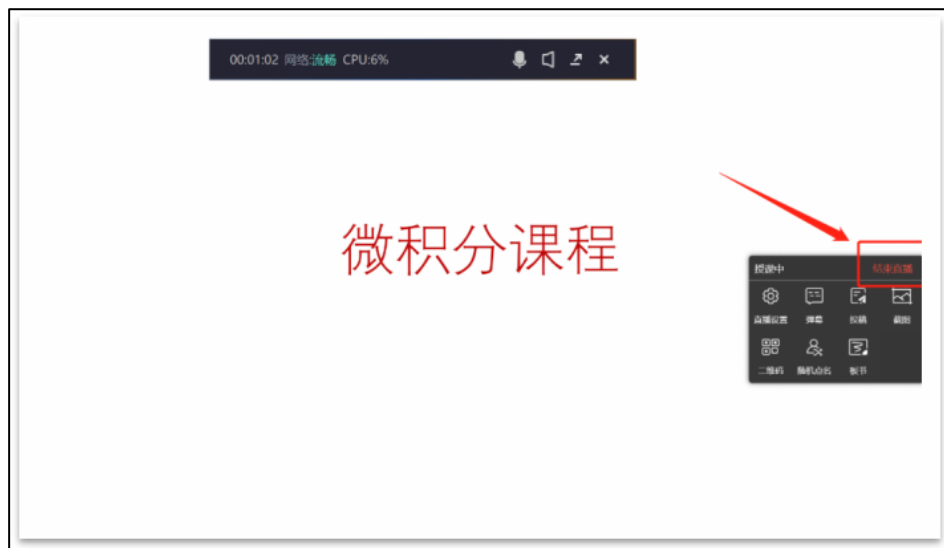 00:01:02 网络:流畅 CPU:6%
微积分课程
授课中 结束直播
直播设置 弹幕 投稿 截图
二维码 随机点名 板书